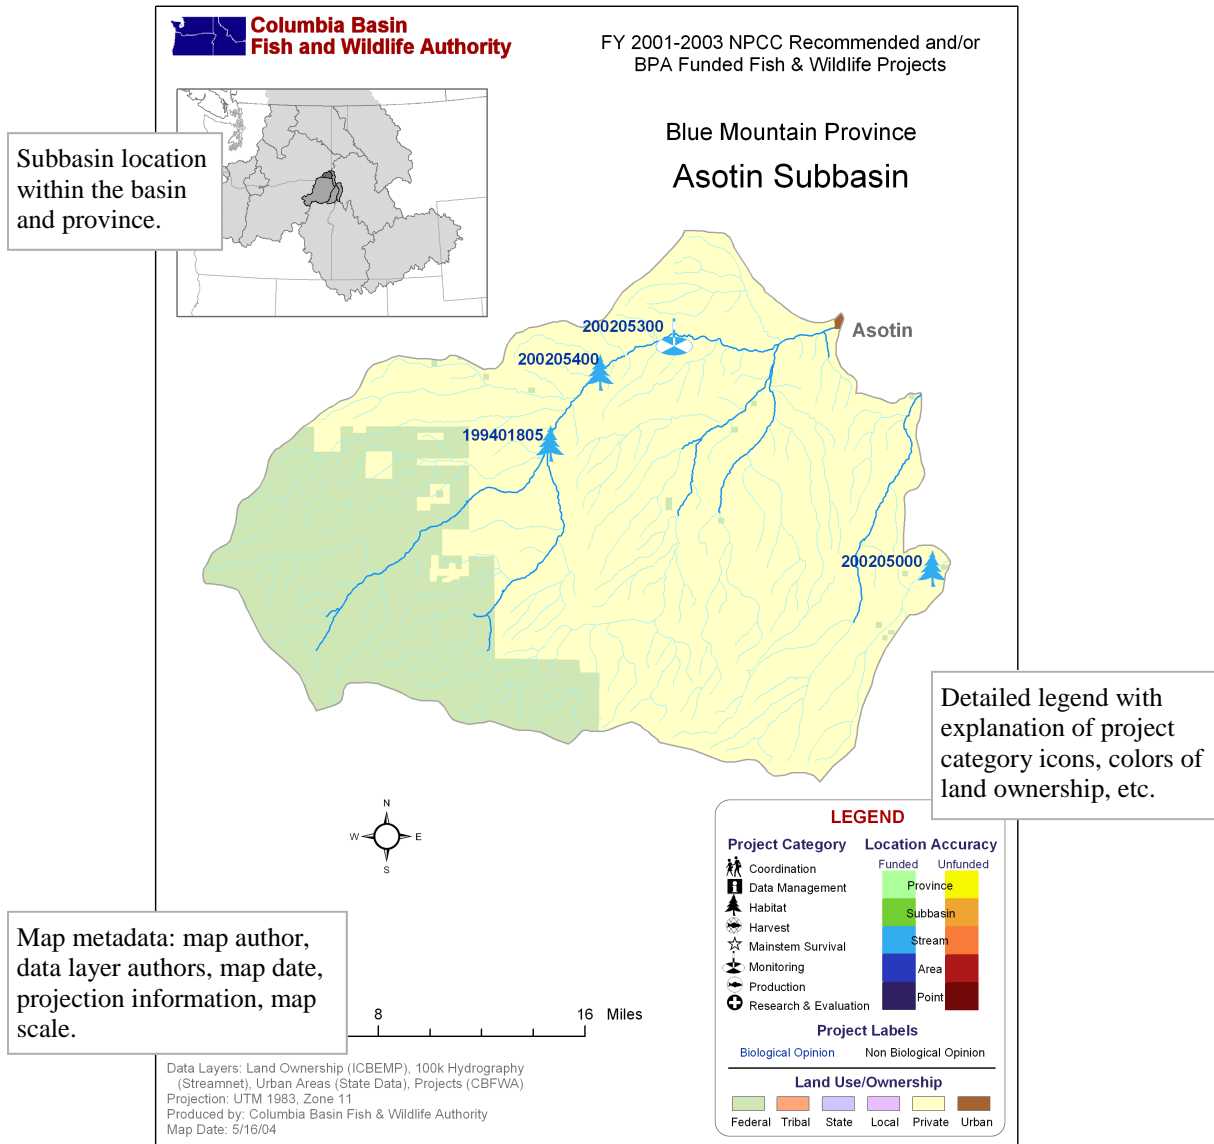 Columbia Basin
Fish and Wildlife Authority
FY 2001-2003 NPCC Recommended and/or
BPA Funded Fish & Wildlife Projects
Blue Mountain Province
Asotin Subbasin
Subbasin location
within the basin
and province.
200205300
Asotin
200205400
199401805
200205000
Detailed legend with
explanation of project
category icons, colors of
land ownership, etc.
N
W E
S
LEGEND
Project Category
Coordination
Data Management
Habitat
Harvest
Mainstem Survival
Monitoring
Production
Research & Evaluation
Location Accuracy
Funded Unfunded
Province
Subbasin
Stream
Area
Point
Project Labels
Biological Opinion Non Biological Opinion
Land Use/Ownership
Federal Tribal State Local Private Urban
Map metadata: map author,
data layer authors, map date,
projection information, map
scale.
8 16 Miles
Data Layers: Land Ownership (ICBEMP), 100k Hydrography
(Streamnet), Urban Areas (State Data), Projects (CBFWA)
Projection: UTM 1983, Zone 11
Produced by: Columbia Basin Fish & Wildlife Authority
Map Date: 5/16/04